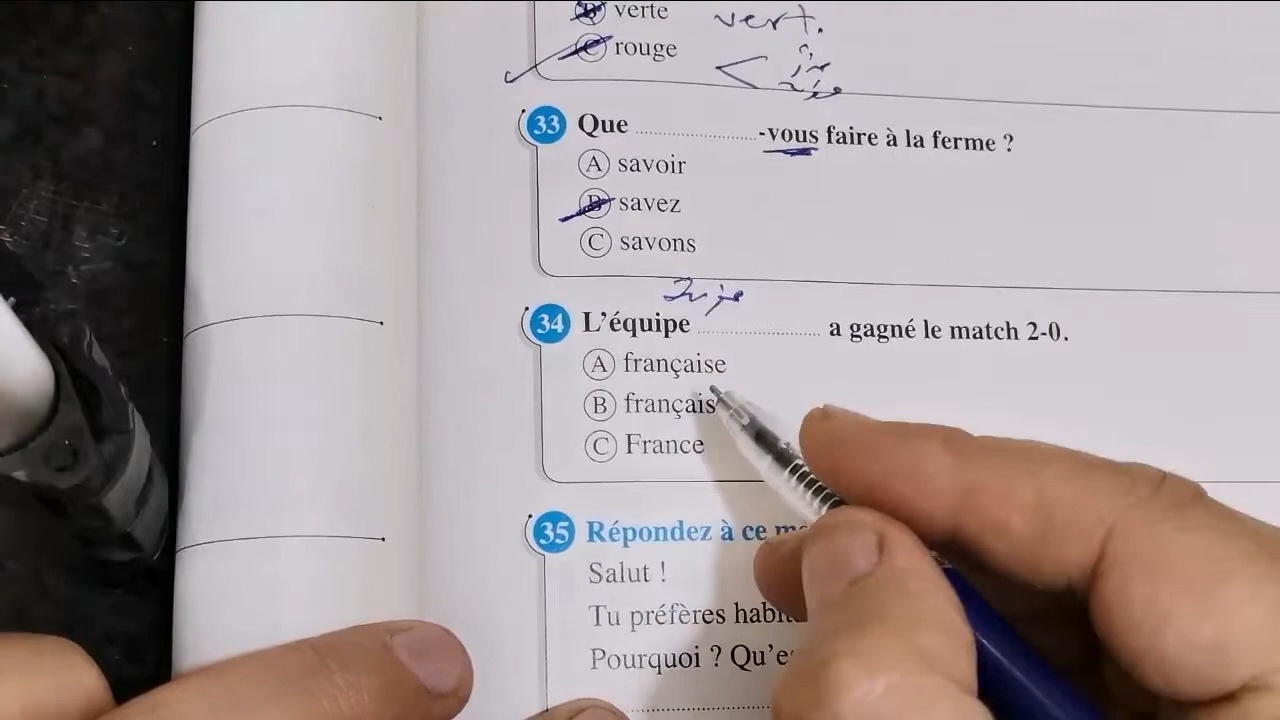 B verte vert.
C rouge
33 Que ....................-vous faire à la ferme ?
A savoir
B savez
C savons
34 L'équipe .................... a gagné le match 2-0.
A française
B français
C France
35 Répondez à ce
Salut !
Tu préfères
Pourquoi ?